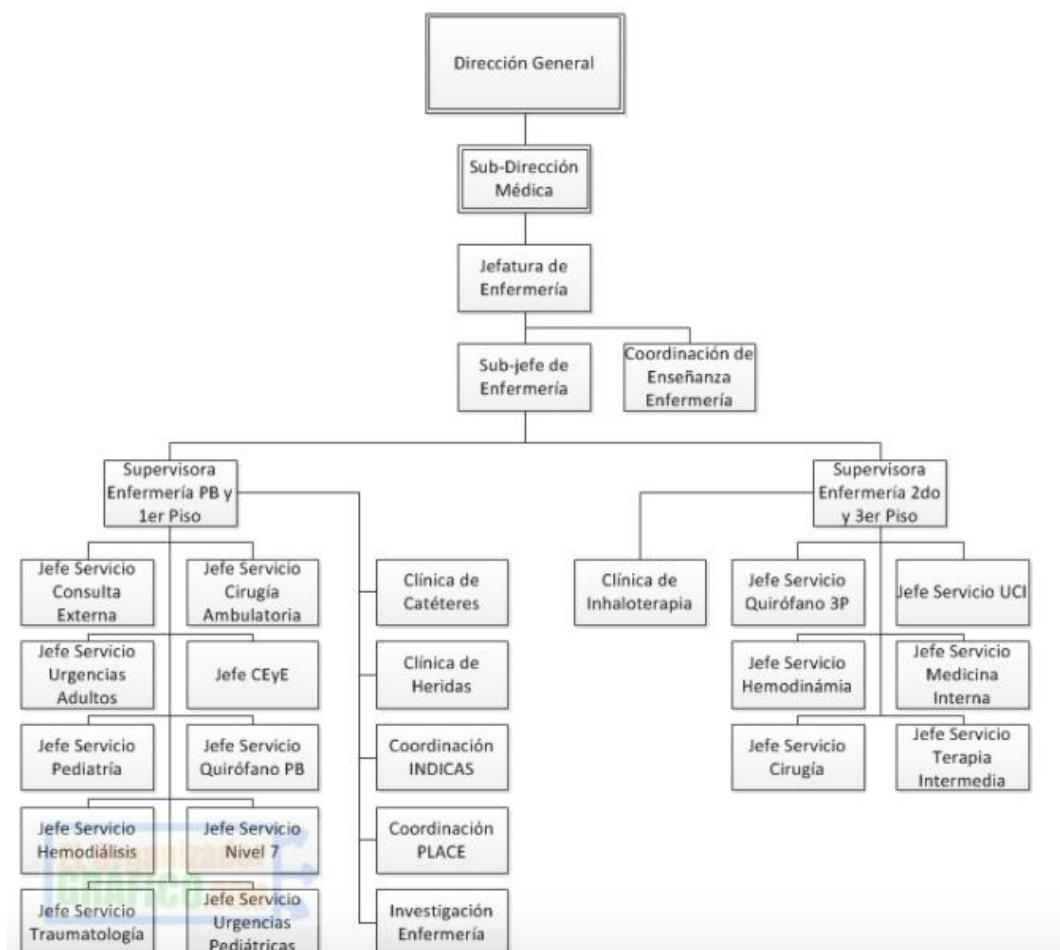 Dirección General
Sub-Dirección
Médica
Jefatura de
Enfermería
Sub-jefe de
Enfermería
Coordinación de
Enseñanza
Enfermería
Supervisora
Enfermería PB y
1er Piso
Supervisora
Enfermería 2do
y 3er Piso
Jefe Servicio
Consulta
Externa
Jefe Servicio
Cirugía
Ambulatoria
Clínica de
Catéteres
Clínica de
Inhaloterapia
Jefe Servicio
Quirófano 3P
Jefe Servicio UCI
Jefe Servicio
Urgencias
Adultos
Jefe CEyE
Clínica de
Heridas
Jefe Servicio
Hemodinámia
Jefe Servicio
Medicina
Interna
Jefe Servicio
Pediatría
Jefe Servicio
Quirófano PB
Coordinación
INDICAS
Jefe Servicio
Cirugía
Jefe Servicio
Terapia
Intermedia
Jefe Servicio
Hemodiálisis
Jefe Servicio
Nivel 7
Coordinación
PLACE
Jefe Servicio
Traumatología
Jefe Servicio
Urgencias
Pediátricas
Investigación
Enfermería
GRÁFICO